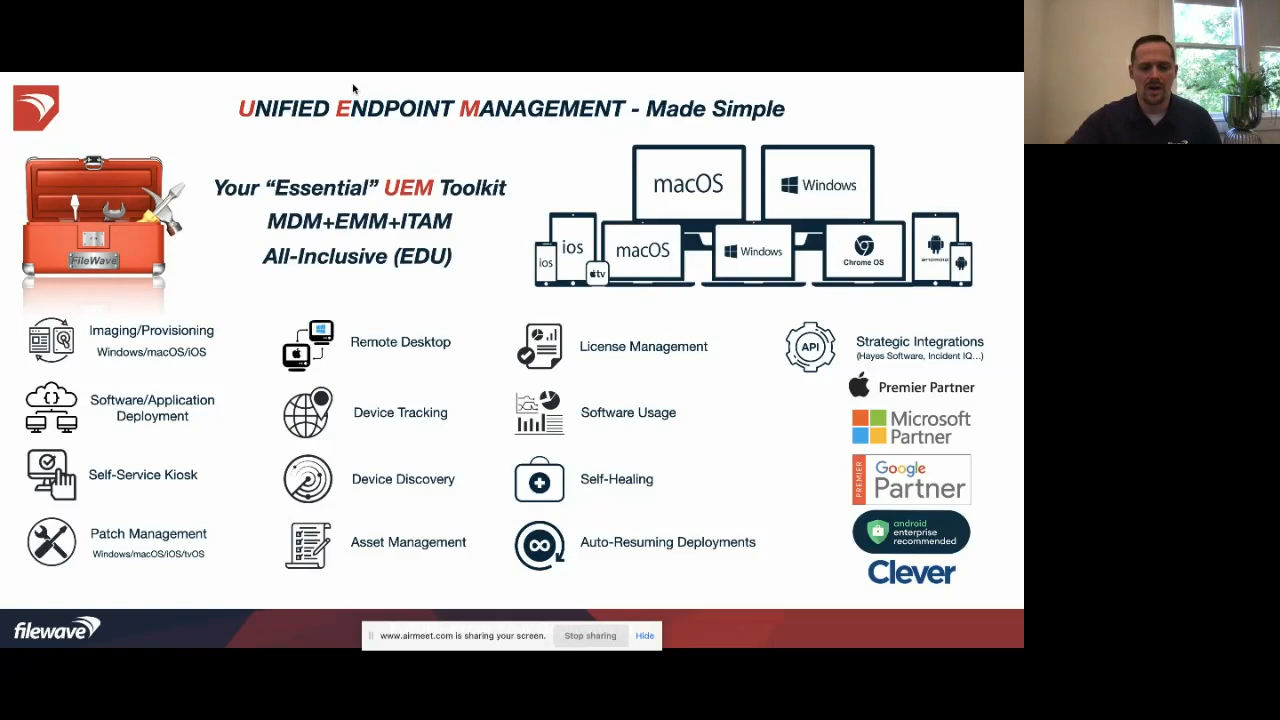 UNIFIED ENDPOINT MANAGEMENT - Made Simple
Your “Essential” UEM Toolkit
MDM+EMM+ITAM
All-Inclusive (EDU)
FileWave
macOS
Windows
ios
ios
tv
macOS
Windows
Chrome OS
android
Imaging/Provisioning
Windows/macOS/iOS
Software/Application
Deployment
Self-Service Kiosk
Patch Management
Windows/macOS/iOS/tvOS
Remote Desktop
Device Tracking
Device Discovery
Asset Management
License Management
Software Usage
Self-Healing
Auto-Resuming Deployments
API
Strategic Integrations
(Hayes Software, Incident IQ...)
Premier Partner
Microsoft
Partner
PREMIER
Google
Partner
android
enterprise
recommended
Clever
filewave
www.airmeet.com is sharing your screen.
Stop sharing
Hide